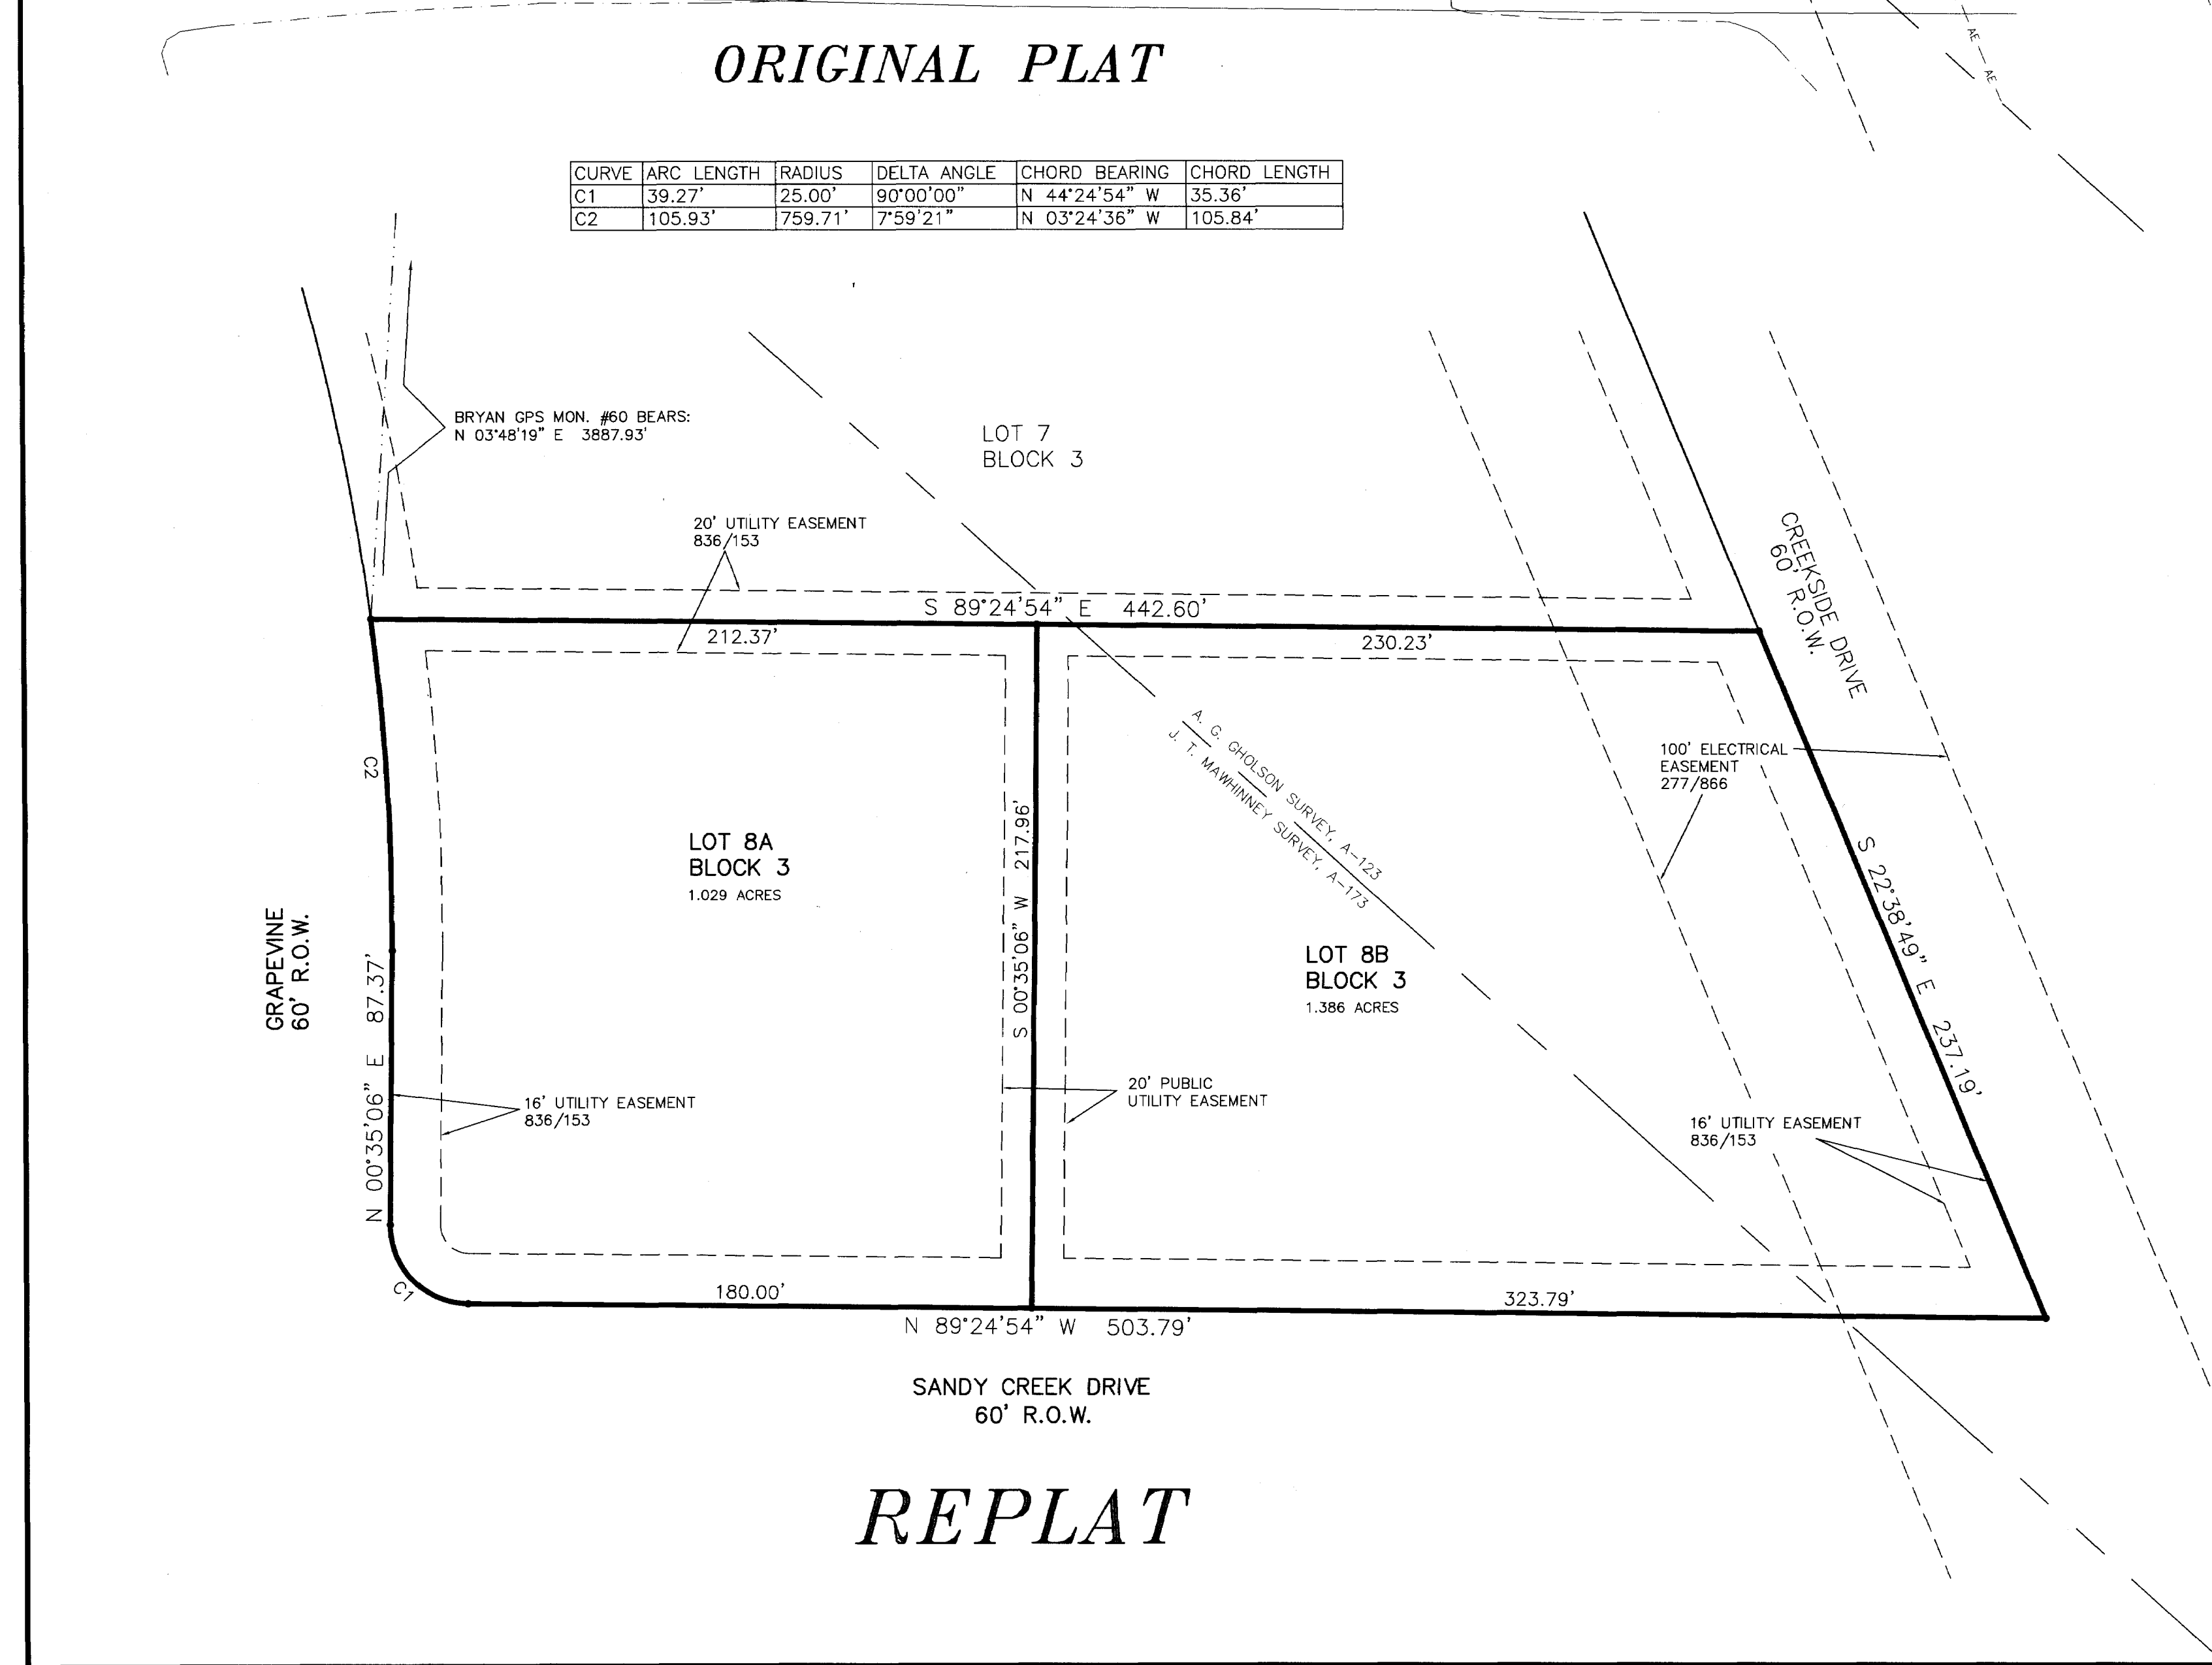 AE
AE
ORIGINAL PLAT
CURVE ARC LENGTH RADIUS DELTA ANGLE CHORD BEARING CHORD LENGTH
C1 39.27' 25.00' 90°00'00" N 44°24'54" W 35.36'
C2 105.93' 759.71' 7°59'21" N 03°24'36" W 105.84'
BRYAN GPS MON. #60 BEARS:
N 03°48'19" E 3887.93'
LOT 7
BLOCK 3
20' UTILITY EASEMENT
836/153
CREEKSIDE DRIVE
60' R.O.W.
S 89°24'54" E 442.60'
212.37'
230.23'
C2
A. G. GHOLSON SURVEY, A-123
J. T. MAWHINNEY SURVEY, A-173
100' ELECTRICAL
EASEMENT
277/866
LOT 8A
BLOCK 3
1.029 ACRES
S 00°35'06" W 217.96'
S 22°38'49" E 237.19'
GRAPEVINE
60' R.O.W.
N 00°35'06" E 87.37'
LOT 8B
BLOCK 3
1.386 ACRES
16' UTILITY EASEMENT
836/153
20' PUBLIC
UTILITY EASEMENT
16' UTILITY EASEMENT
836/153
C1
180.00'
323.79'
N 89°24'54" W 503.79'
SANDY CREEK DRIVE
60' R.O.W.
REPLAT